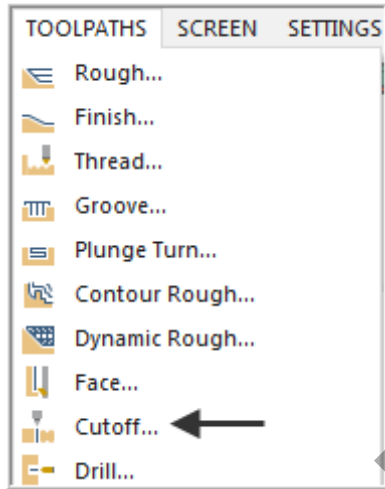 TOOLPATHS SCREEN SETTINGS
Rough...
Finish...
Thread...
Groove...
Plunge Turn...
Contour Rough...
Dynamic Rough...
Face...
Cutoff...
Drill...